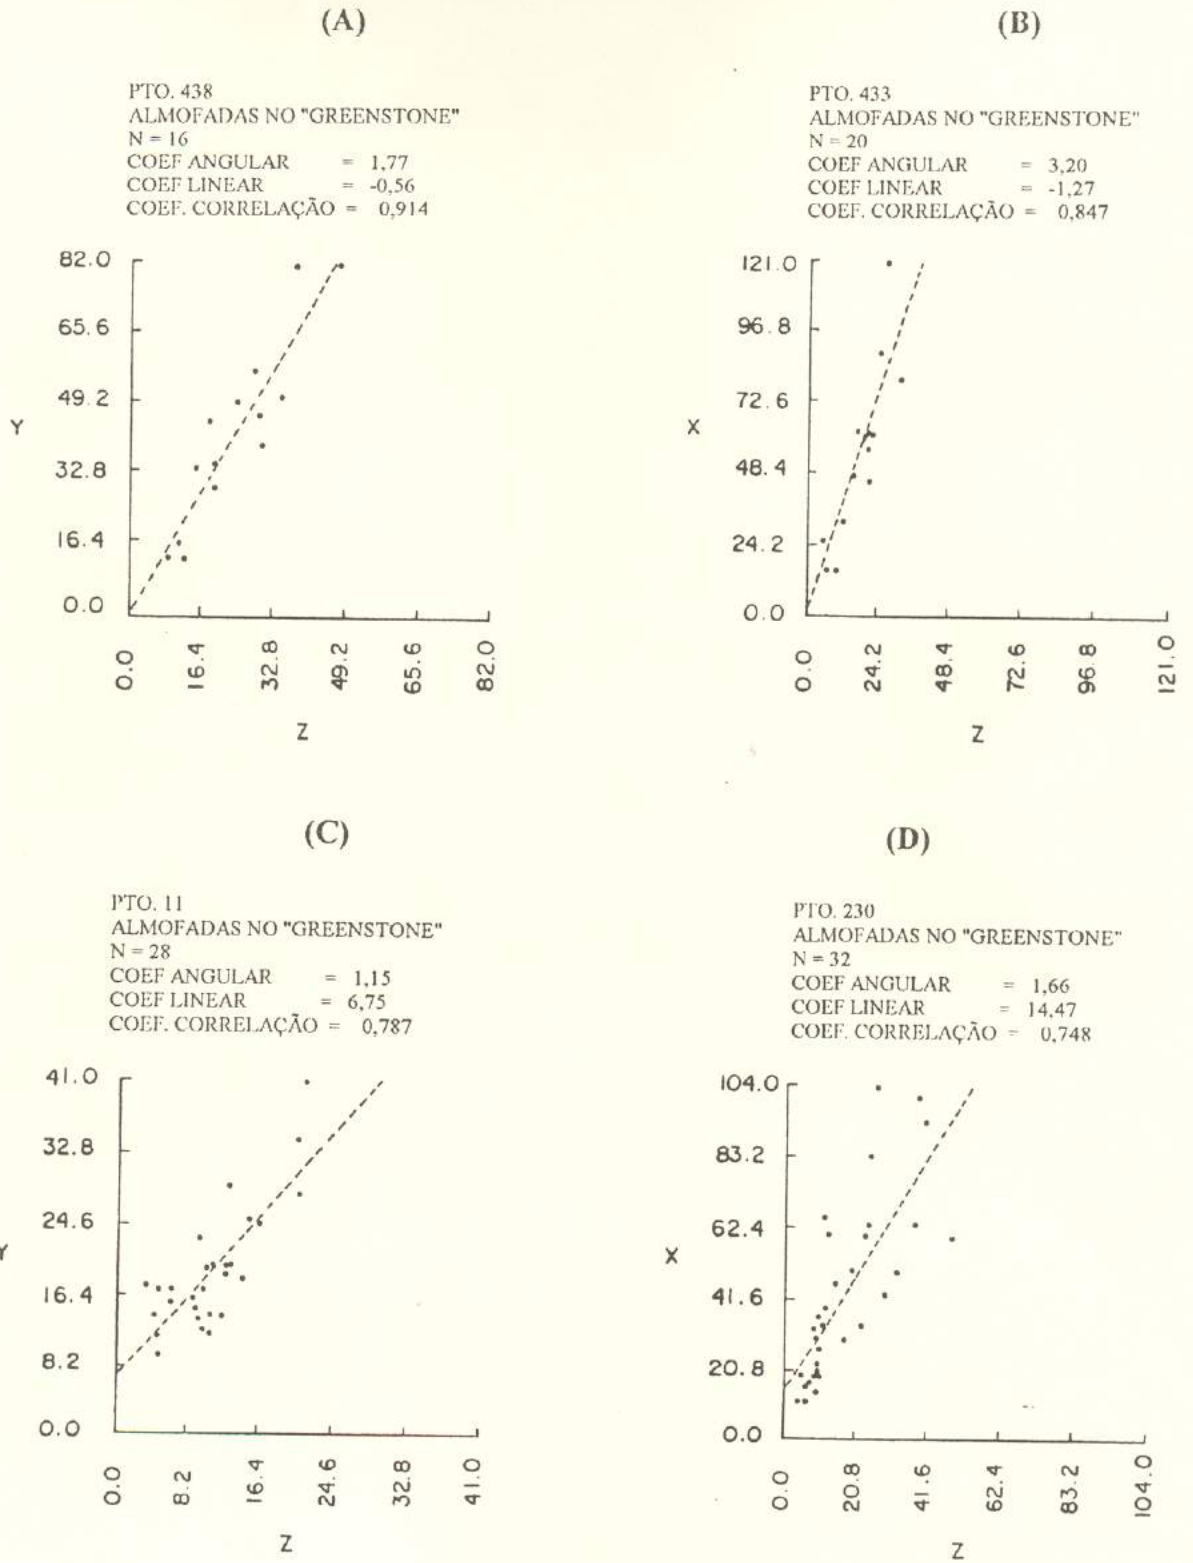 (A)
PTO. 438
ALMOFADAS NO "GREENSTONE"
N = 16
COEF ANGULAR = 1,77
COEF LINEAR = -0,56
COEF. CORRELAÇÃO = 0,914
82.0
65.6
49.2
Y
32.8
16.4
0.0
0.0 16.4 32.8 49.2 65.6 82.0
Z
(B)
PTO. 433
ALMOFADAS NO "GREENSTONE"
N = 20
COEF ANGULAR = 3,20
COEF LINEAR = -1,27
COEF. CORRELAÇÃO = 0,847
121.0
96.8
72.6
X
48.4
24.2
0.0
0.0 24.2 48.4 72.6 96.8 121.0
Z
(C)
PTO. 11
ALMOFADAS NO "GREENSTONE"
N = 28
COEF ANGULAR = 1,15
COEF LINEAR = 6,75
COEF. CORRELAÇÃO = 0,787
41.0
32.8
24.6
Y
16.4
8.2
0.0
0.0 8.2 16.4 24.6 32.8 41.0
Z
(D)
PTO. 230
ALMOFADAS NO "GREENSTONE"
N = 32
COEF ANGULAR = 1,66
COEF LINEAR = 14,47
COEF. CORRELAÇÃO = 0,748
104.0
83.2
62.4
X
41.6
20.8
0.0
0.0 20.8 41.6 62.4 83.2 104.0
Z